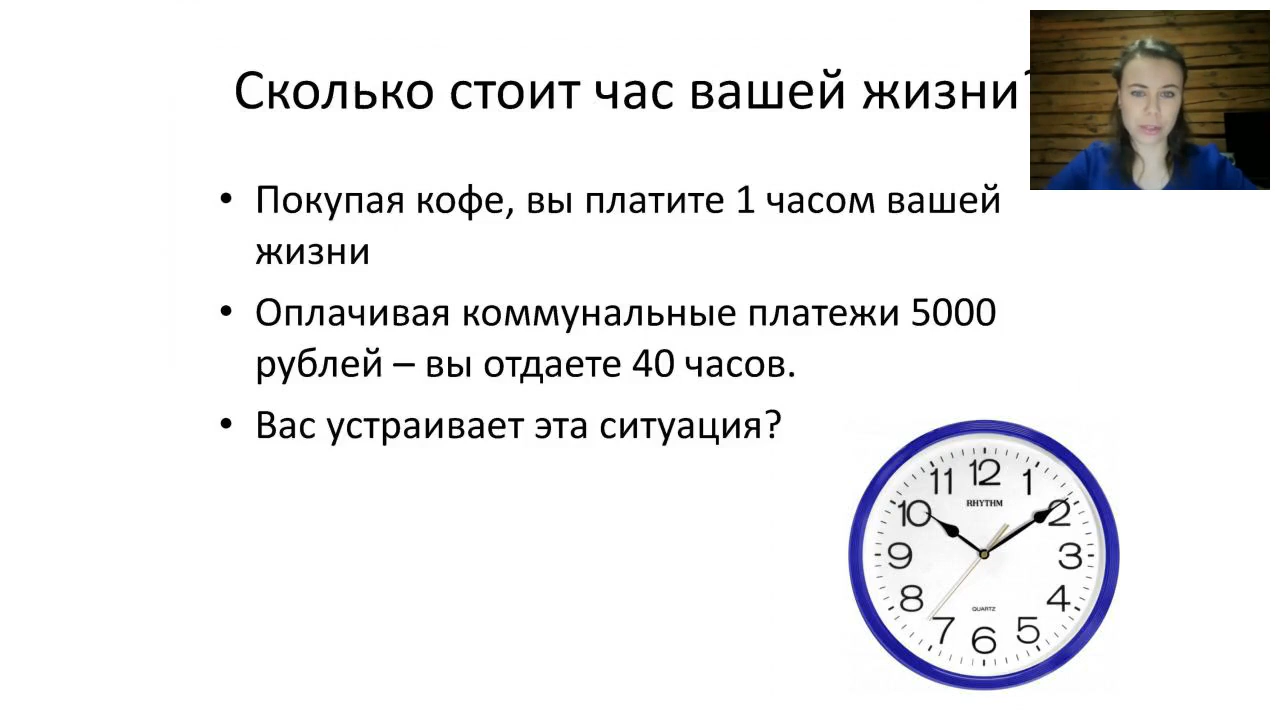 Сколько стоит час вашей жизни?
• Покупая кофе, вы платите 1 часом вашей
жизни
• Оплачивая коммунальные платежи 5000
рублей – вы отдаете 40 часов.
• Вас устраивает эта ситуация?
12
11 1
RHYTHM
10 2
9 3
8 4
QUARTZ
7 5
6